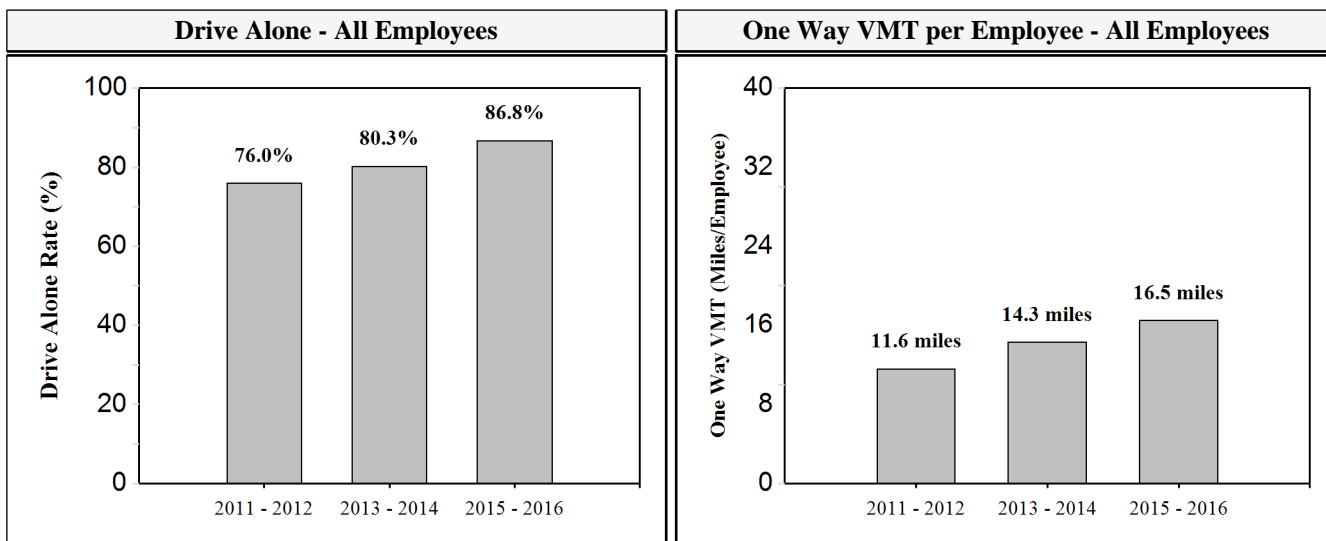 Drive Alone - All Employees
One Way VMT per Employee - All Employees
Drive Alone Rate (%)
100
80
60
40
20
0
76.0%
80.3%
86.8%
2011 - 2012
2013 - 2014
2015 - 2016
One Way VMT (Miles/Employee)
40
32
24
16
8
0
11.6 miles
14.3 miles
16.5 miles
2011 - 2012
2013 - 2014
2015 - 2016